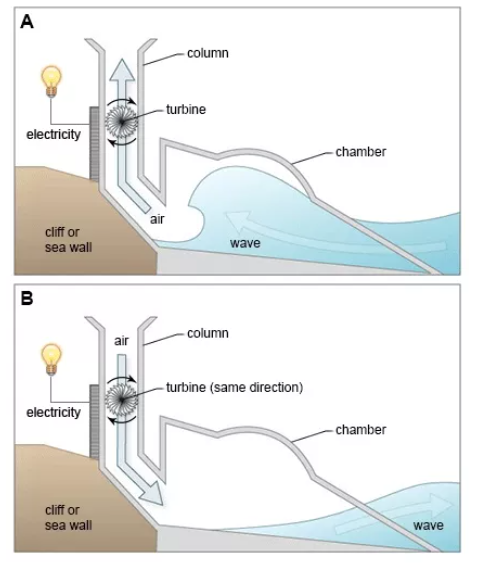 A
column
turbine
electricity
chamber
air
cliff or
sea wall
wave
B
air
column
turbine (same direction)
electricity
chamber
cliff or
sea wall
wave